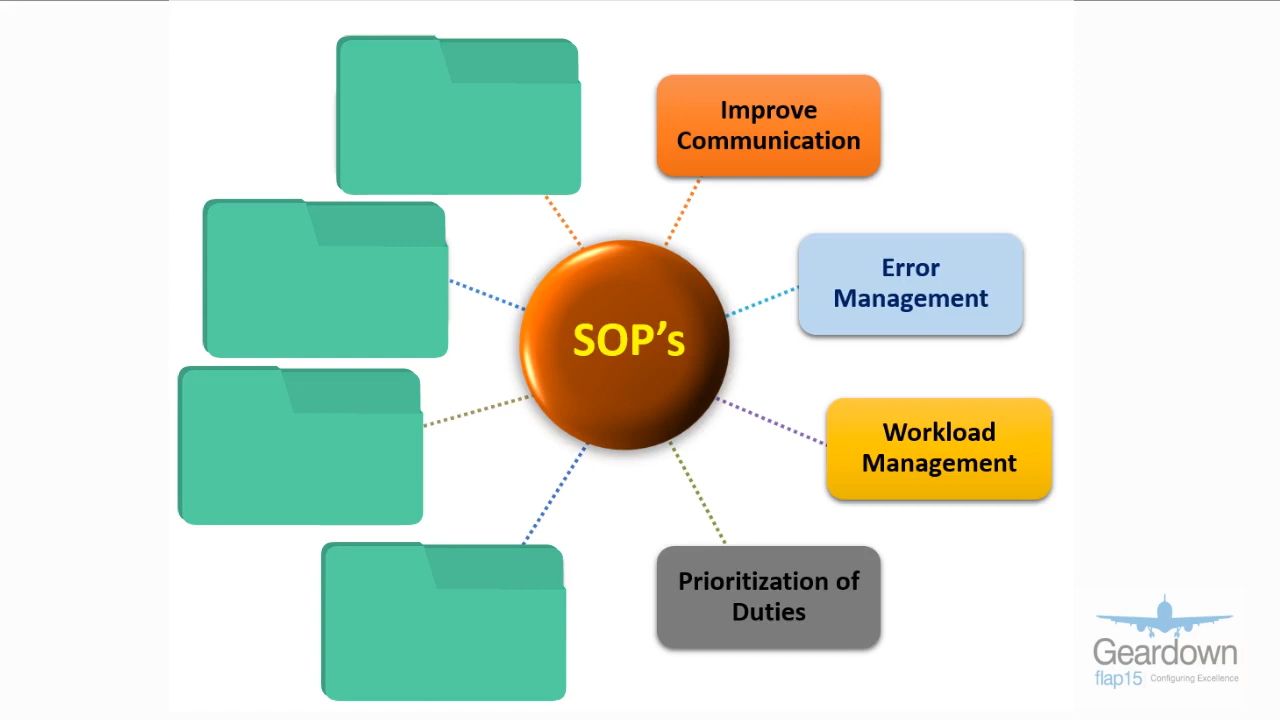 Improve
Communication
Error
Management
SOP’s
Workload
Management
Prioritization of
Duties
Geardown
flap15 Configuring Excellence